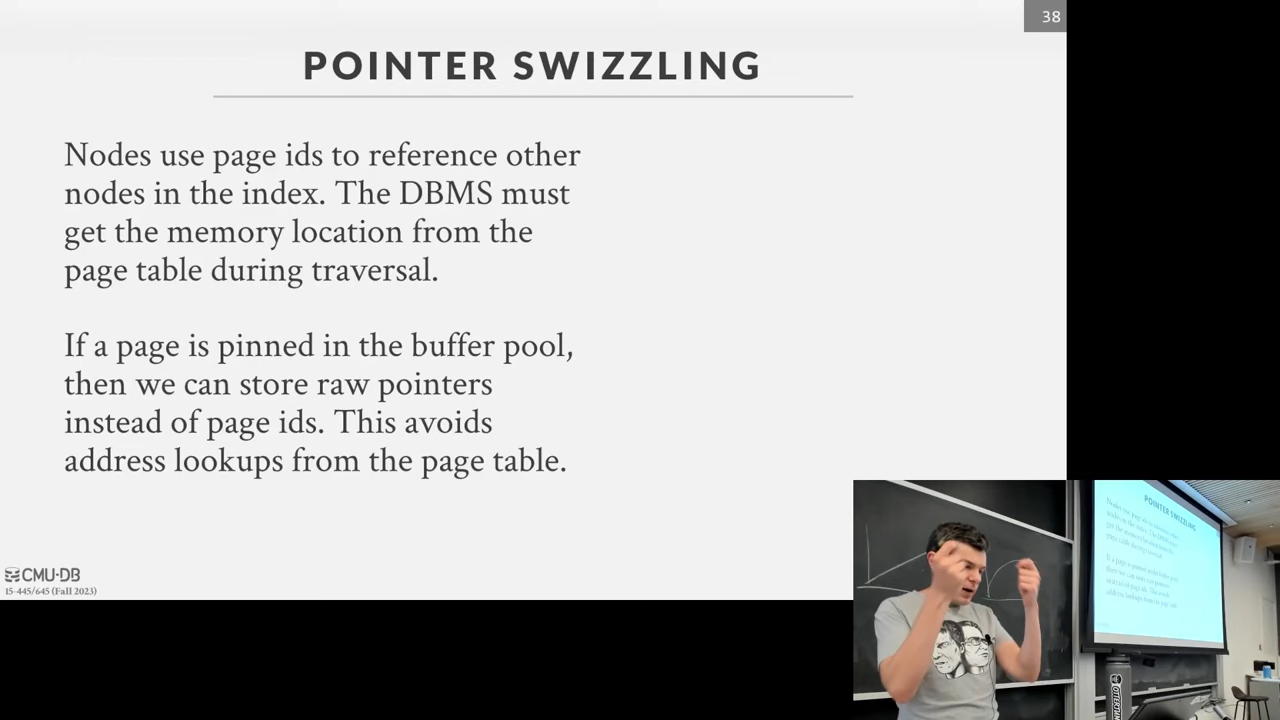 38
POINTER SWIZZLING
Nodes use page ids to reference other
nodes in the index. The DBMS must
get the memory location from the
page table during traversal.
If a page is pinned in the buffer pool,
then we can store raw pointers
instead of page ids. This avoids
address lookups from the page table.
CMU·DB
15-445/645 (Fall 2023)
POINTER SWIZZLING